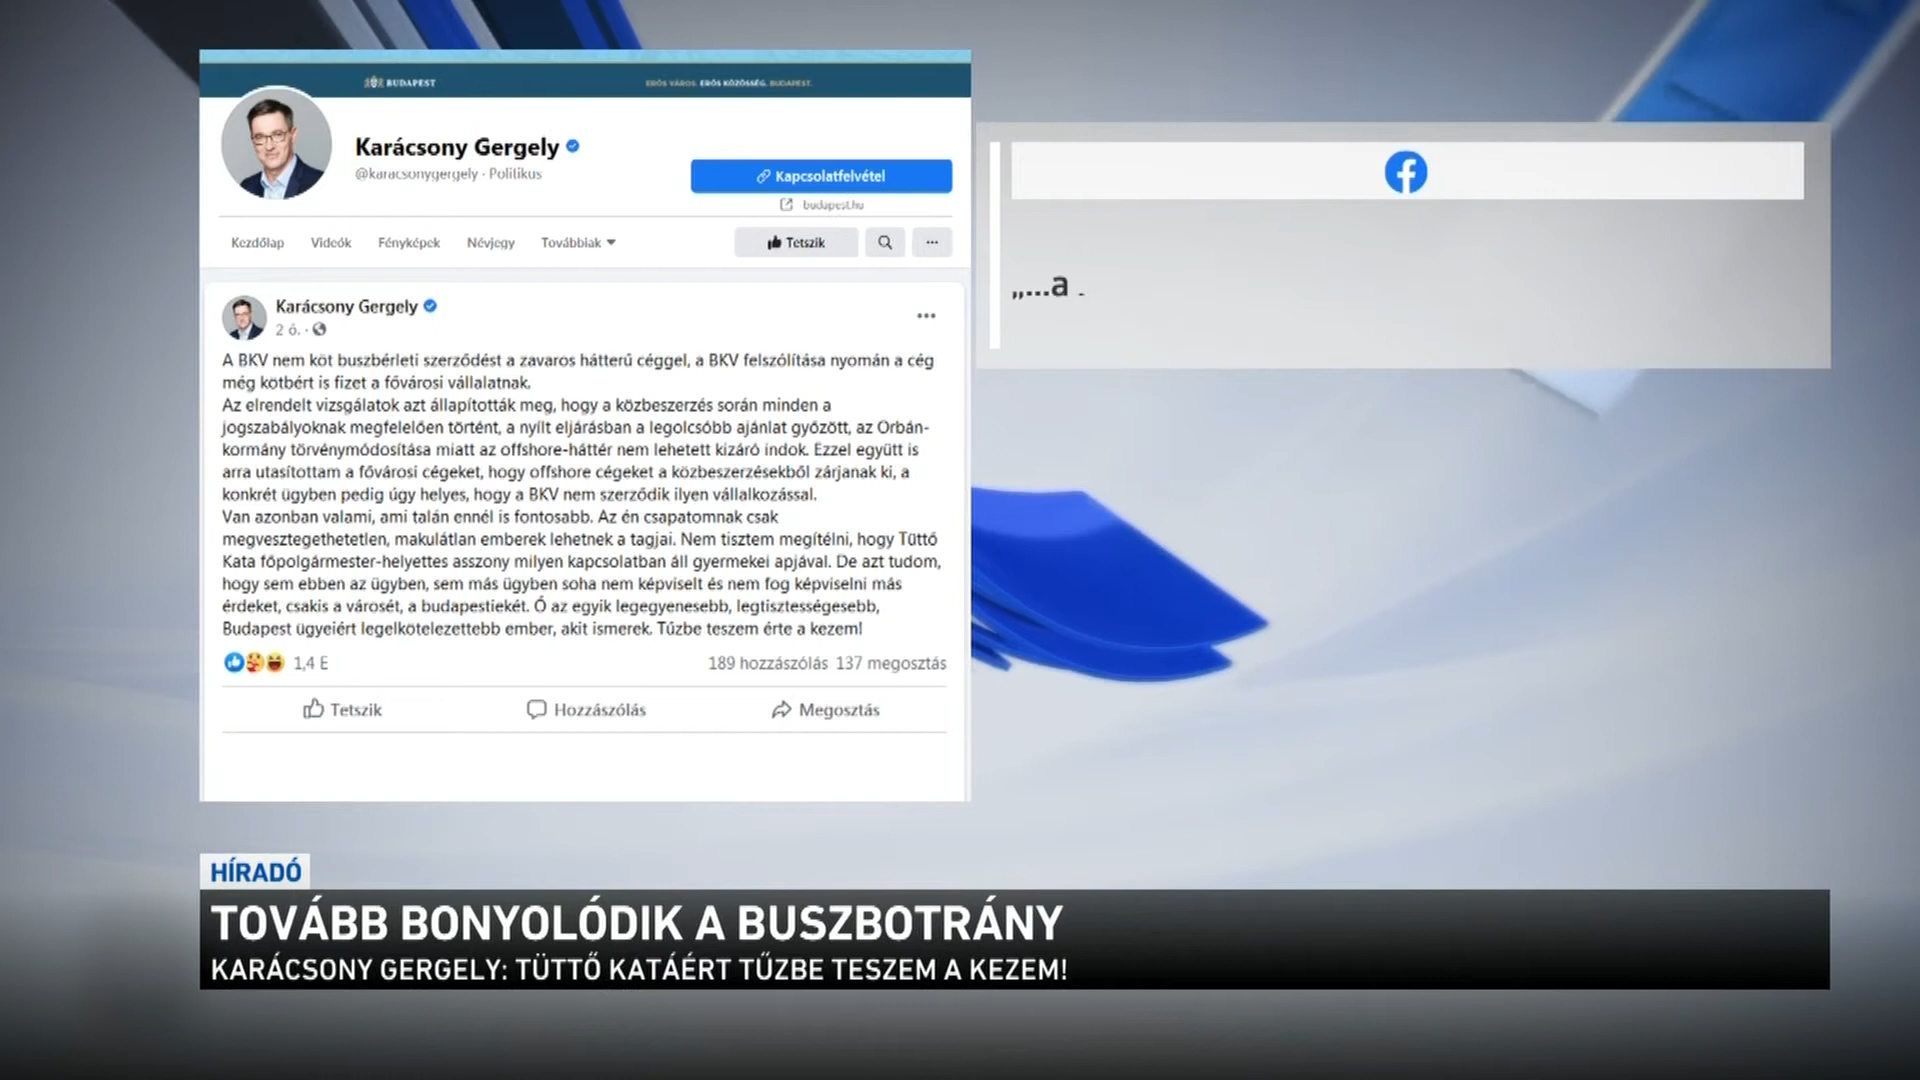 BUDAPEST
ERŐS VÁROS. ERŐS KÖZÖSSÉG. BUDAPEST.
Karácsony Gergely
@karacsonygergely · Politikus
Kapcsolatfelvétel
budapest.hu
Kezdőlap Videók Fényképek Névjegy Továbbiak
Tetszik
Karácsony Gergely
2 ó. ·
A BKV nem köt buszbérleti szerződést a zavaros hátterű céggel, a BKV felszólítása nyomán a cég
még kötbért is fizet a fővárosi vállalatnak.
Az elrendelt vizsgálatok azt állapították meg, hogy a közbeszerzés során minden a
jogszabályoknak megfelelően történt, a nyílt eljárásban a legolcsóbb ajánlat győzött, az Orbán-
kormány törvénymódosítása miatt az offshore-háttér nem lehetett kizáró indok. Ezzel együtt is
arra utasítottam a fővárosi cégeket, hogy offshore cégeket a közbeszerzésekből zárjanak ki, a
konkrét ügyben pedig úgy helyes, hogy a BKV nem szerződik ilyen vállalkozással.
Van azonban valami, ami talán ennél is fontosabb. Az én csapatomnak csak
megvesztegethetetlen, makulátlan emberek lehetnek a tagjai. Nem tisztem megítélni, hogy Tüttő
Kata főpolgármester-helyettes asszony milyen kapcsolatban áll gyermekei apjával. De azt tudom,
hogy sem ebben az ügyben, sem más ügyben soha nem képviselt és nem fog képviselni más
érdeket, csakis a városét, a budapestiekét. Ő az egyik legegyenesebb, legtisztességesebb,
Budapest ügyeiért legelkötelezettebb ember, akit ismerek. Tűzbe teszem érte a kezem!
1,4 E 189 hozzászólás 137 megosztás
Tetszik Hozzászólás Megosztás
„...a
HÍRADÓ
TOVÁBB BONYOLÓDIK A BUSZBOTRÁNY
KARÁCSONY GERGELY: TÜTTŐ KATÁÉRT TŰZBE TESZEM A KEZEM!